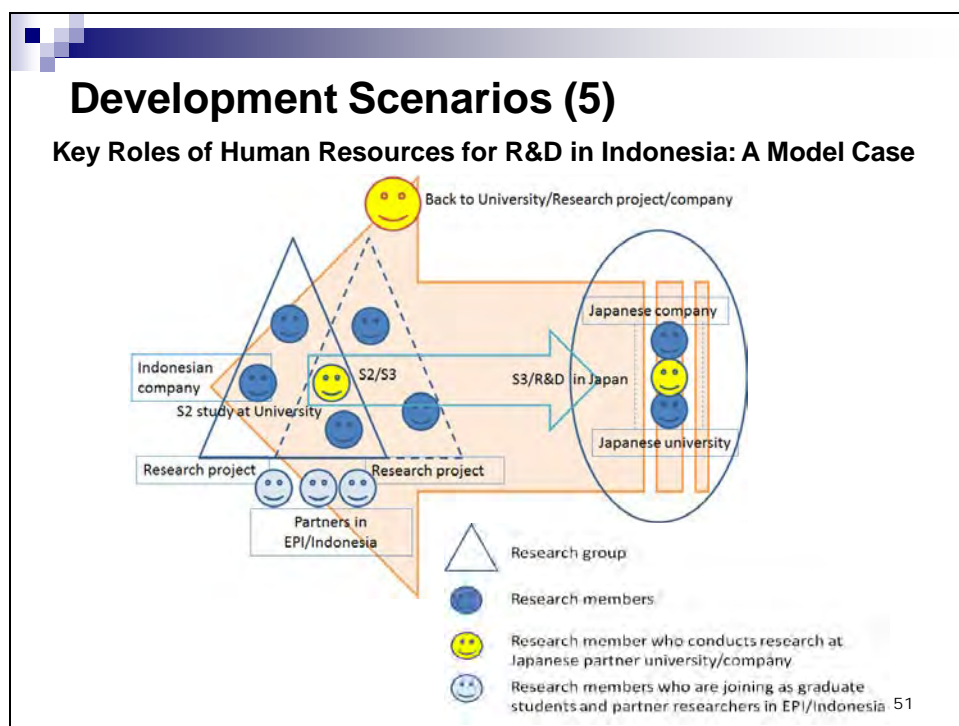 Development Scenarios (5)
Key Roles of Human Resources for R&D in Indonesia: A Model Case
Back to University/Research project/company
Japanese company
Indonesian
company
S2/S3
S3/R&D in Japan
S2 study at University
Japanese university
Research project
Research project
Partners in
EPI/Indonesia
Research group
Research members
Research member who conducts research at
Japanese partner university/company
Research members who are joining as graduate
students and partner researchers in EPI/Indonesia
51